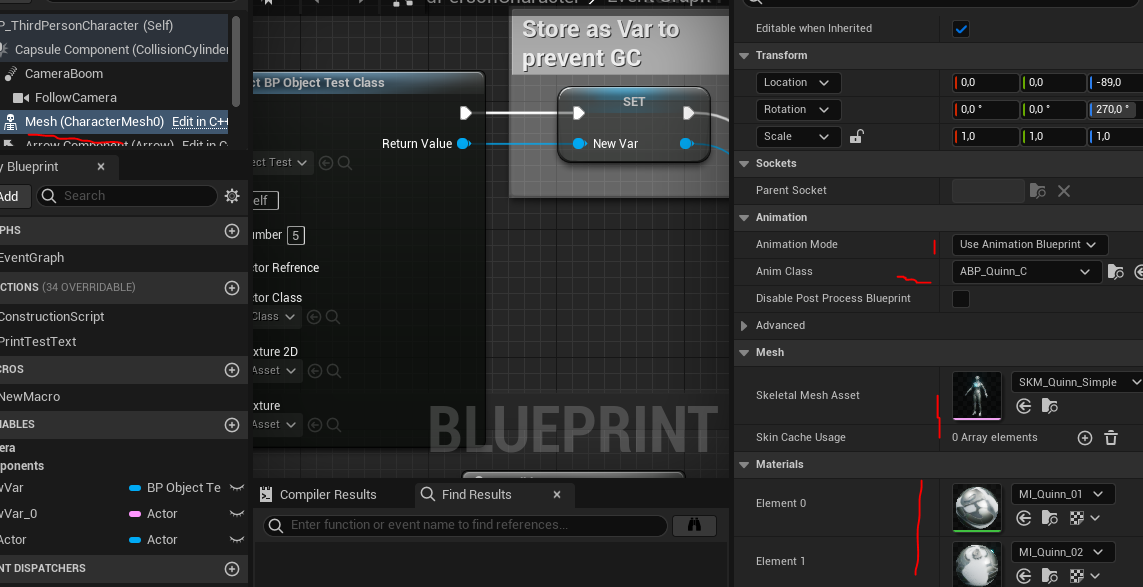 P_ThirdPersonCharacter (Self)
Capsule Component (CollisionCylinder
CameraBoom
FollowCamera
Mesh (CharacterMesh0) Edit in C++
Arrow Component (Arrow) Edit in C
y Blueprint
Add
Search
PHS
EventGraph
CTIONS (34 OVERRIDABLE)
ConstructionScript
PrintTestText
CROS
NewMacro
IABLES
era
ponents
wVar BP Object Te
wVar_0 Actor
Actor Actor
NT DISPATCHERS
Store as Var to
prevent GC
ct BP Object Test Class
SET
Return Value
New Var
ect Test
elf
umber 5
ctor Refrence
ctor Class
Class
xture 2D
Asset
xture
Asset
BLUEPRINT
Compiler Results
Find Results
Enter function or event name to find references...
Editable when Inherited
Transform
Location 0,0 0,0 -89,0
Rotation 0,0 ° 0,0 ° 270,0 °
Scale 1,0 1,0 1,0
Sockets
Parent Socket
Animation
Animation Mode Use Animation Blueprint
Anim Class ABP_Quinn_C
Disable Post Process Blueprint
Advanced
Mesh
Skeletal Mesh Asset SKM_Quinn_Simple
Skin Cache Usage 0 Array elements
Materials
Element 0 MI_Quinn_01
Element 1 MI_Quinn_02